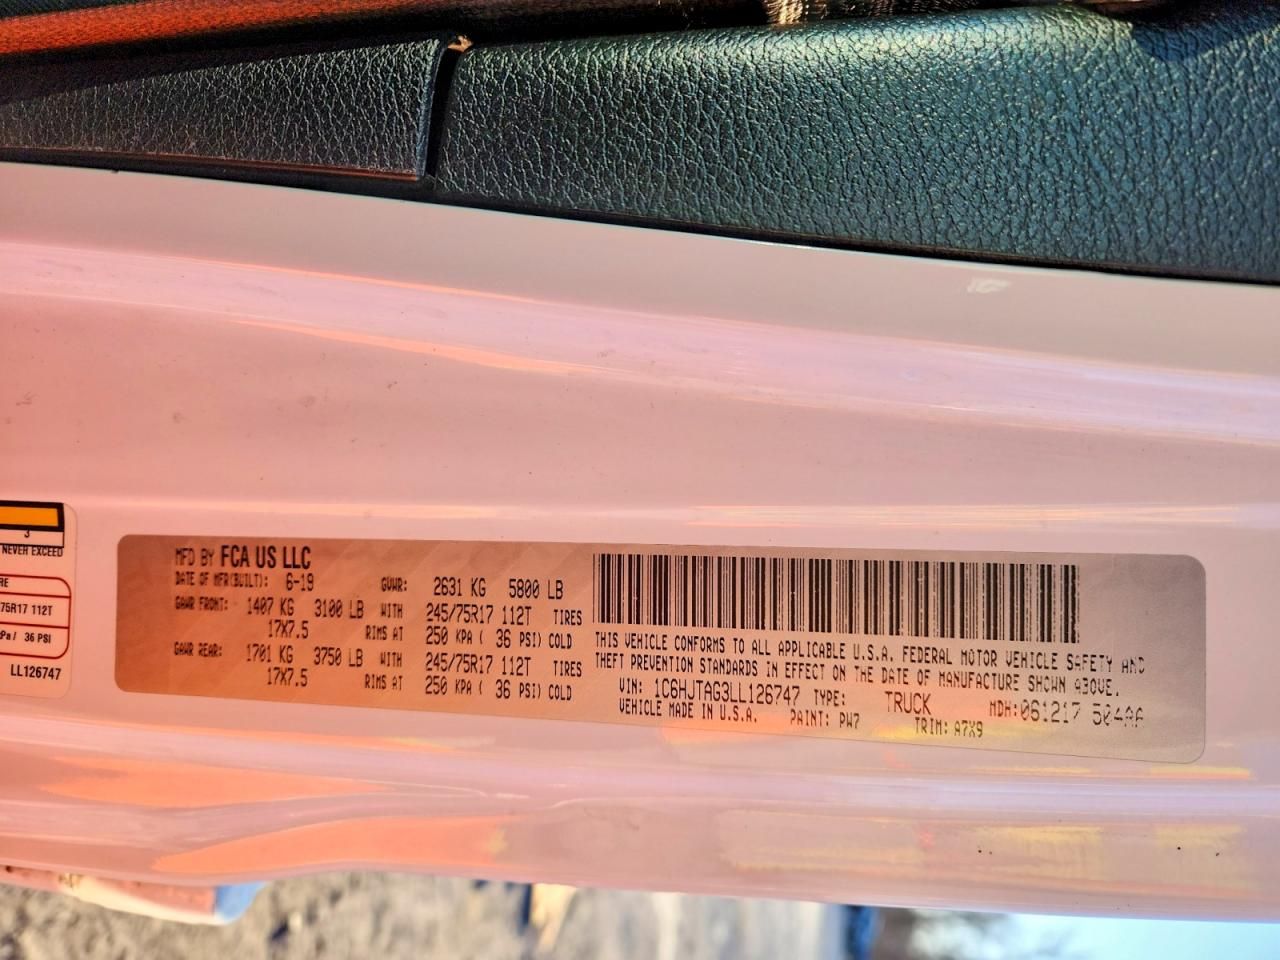 3
NEVER EXCEED
RE
75R17 112T
kPa / 36 PSI
LL126747
MFD BY FCA US LLC
DATE OF MFR(BUILT): 6-19 GVWR: 2631 KG 5800 LB
GAWR FRONT: 1407 KG 3100 LB WITH 245/75R17 112T TIRES
17X7.5 RIMS AT 250 KPA ( 36 PSI) COLD
GAWR REAR: 1701 KG 3750 LB WITH 245/75R17 112T TIRES
17X7.5 RIMS AT 250 KPA ( 36 PSI) COLD
THIS VEHICLE CONFORMS TO ALL APPLICABLE U.S.A. FEDERAL MOTOR VEHICLE SAFETY AND
THEFT PREVENTION STANDARDS IN EFFECT ON THE DATE OF MANUFACTURE SHOWN ABOVE.
VIN: 1C6HJTAG3LL126747 TYPE: TRUCK MDH: 061217 504AA
VEHICLE MADE IN U.S.A. PAINT: PW7 TRIM: A7X9